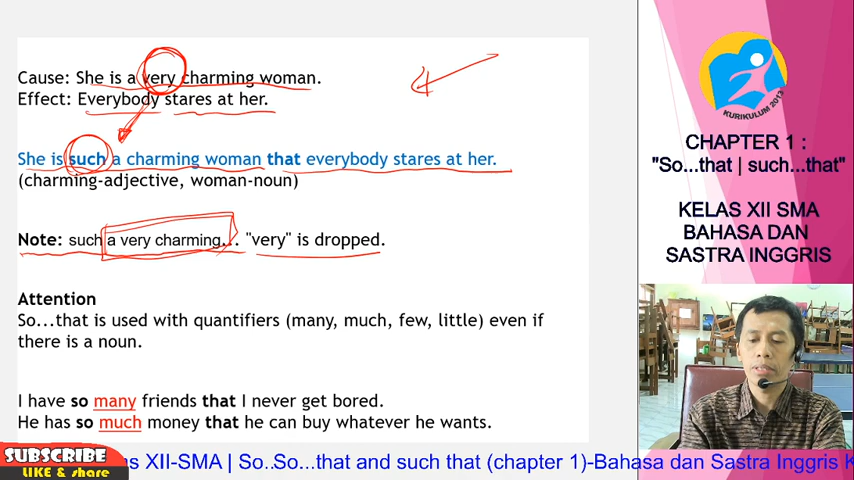 Cause: She is a very charming woman.
Effect: Everybody stares at her.
She is such a charming woman that everybody stares at her.
(charming-adjective, woman-noun)
Note: such a very charming... "very" is dropped.
Attention
So...that is used with quantifiers (many, much, few, little) even if
there is a noun.
I have so many friends that I never get bored.
He has so much money that he can buy whatever he wants.
KURIKULUM 2013
CHAPTER 1 :
"So...that | such...that"
KELAS XII SMA
BAHASA DAN
SASTRA INGGRIS
SUBSCRIBE
LIKE & share
as XII-SMA | So..So...that and such that (chapter 1)-Bahasa dan Sastra Inggris K